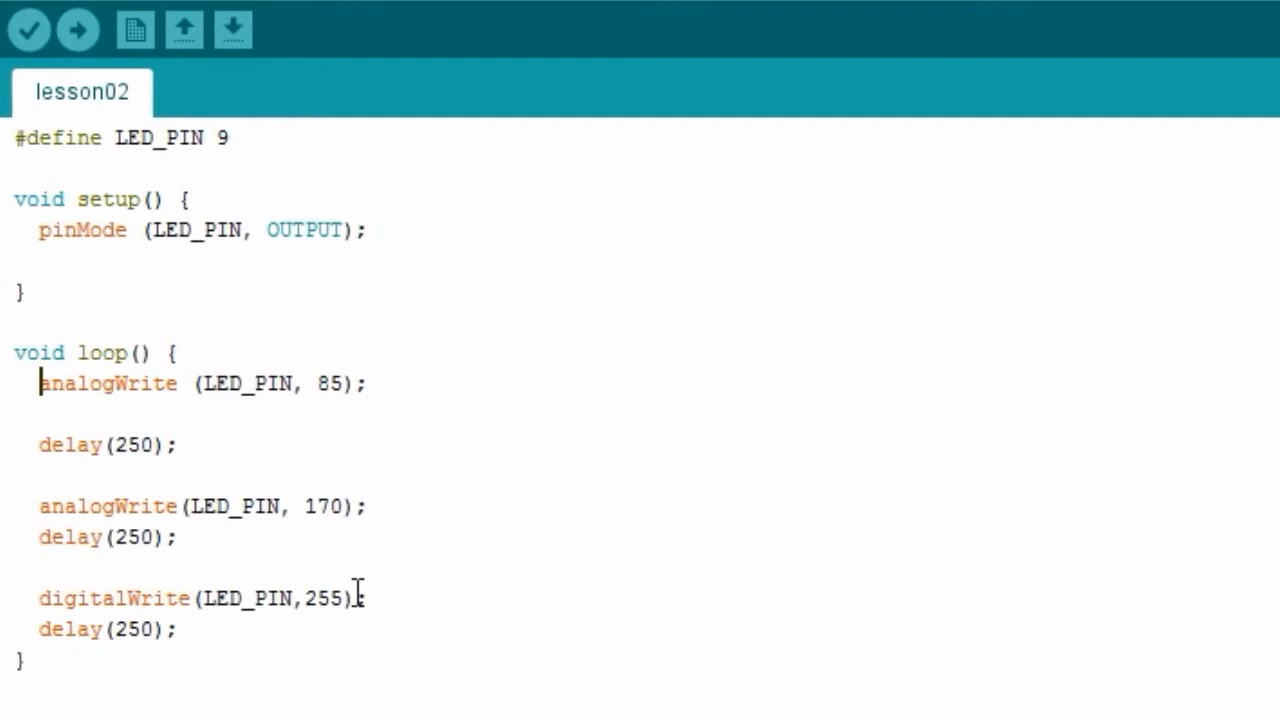 lesson02
#define LED_PIN 9
void setup() {
pinMode (LED_PIN, OUTPUT);
}
void loop() {
analogWrite (LED_PIN, 85);
delay(250);
analogWrite(LED_PIN, 170);
delay(250);
digitalWrite(LED_PIN,255);
delay(250);
}